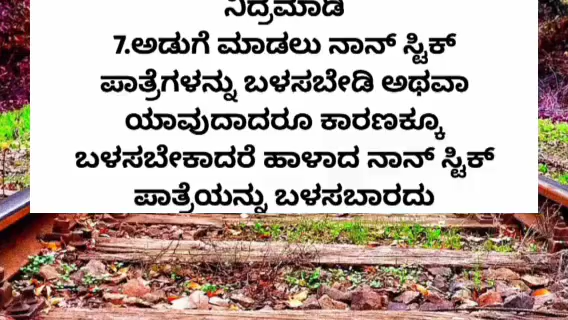 ನಿದ್ರೆಮಾಡಿ
7.ಅಡುಗೆ ಮಾಡಲು ನಾನ್ ಸ್ಟಿಕ್
ಪಾತ್ರೆಗಳನ್ನು ಬಳಸಬೇಡಿ ಅಥವಾ
ಯಾವುದಾದರೂ ಕಾರಣಕ್ಕೂ
ಬಳಸಬೇಕಾದರೆ ಹಾಳಾದ ನಾನ್ ಸ್ಟಿಕ್
ಪಾತ್ರೆಯನ್ನು ಬಳಸಬಾರದು